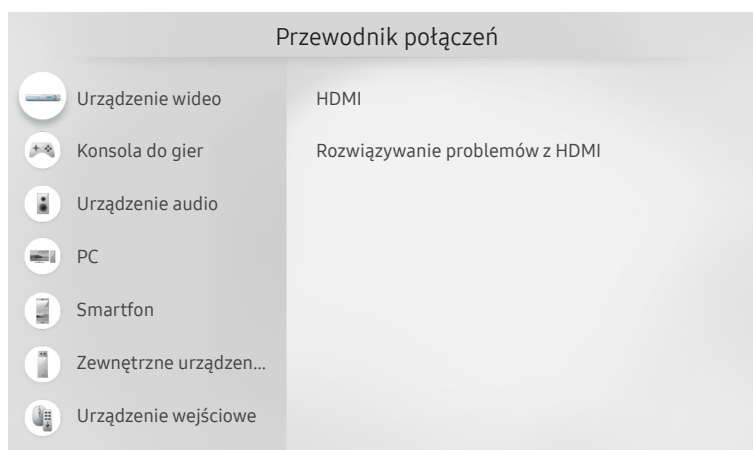 Przewodnik połączeń
Urządzenie wideo
Konsola do gier
Urządzenie audio
PC
Smartfon
Zewnętrzne urządzen...
Urządzenie wejściowe
HDMI
Rozwiązywanie problemów z HDMI